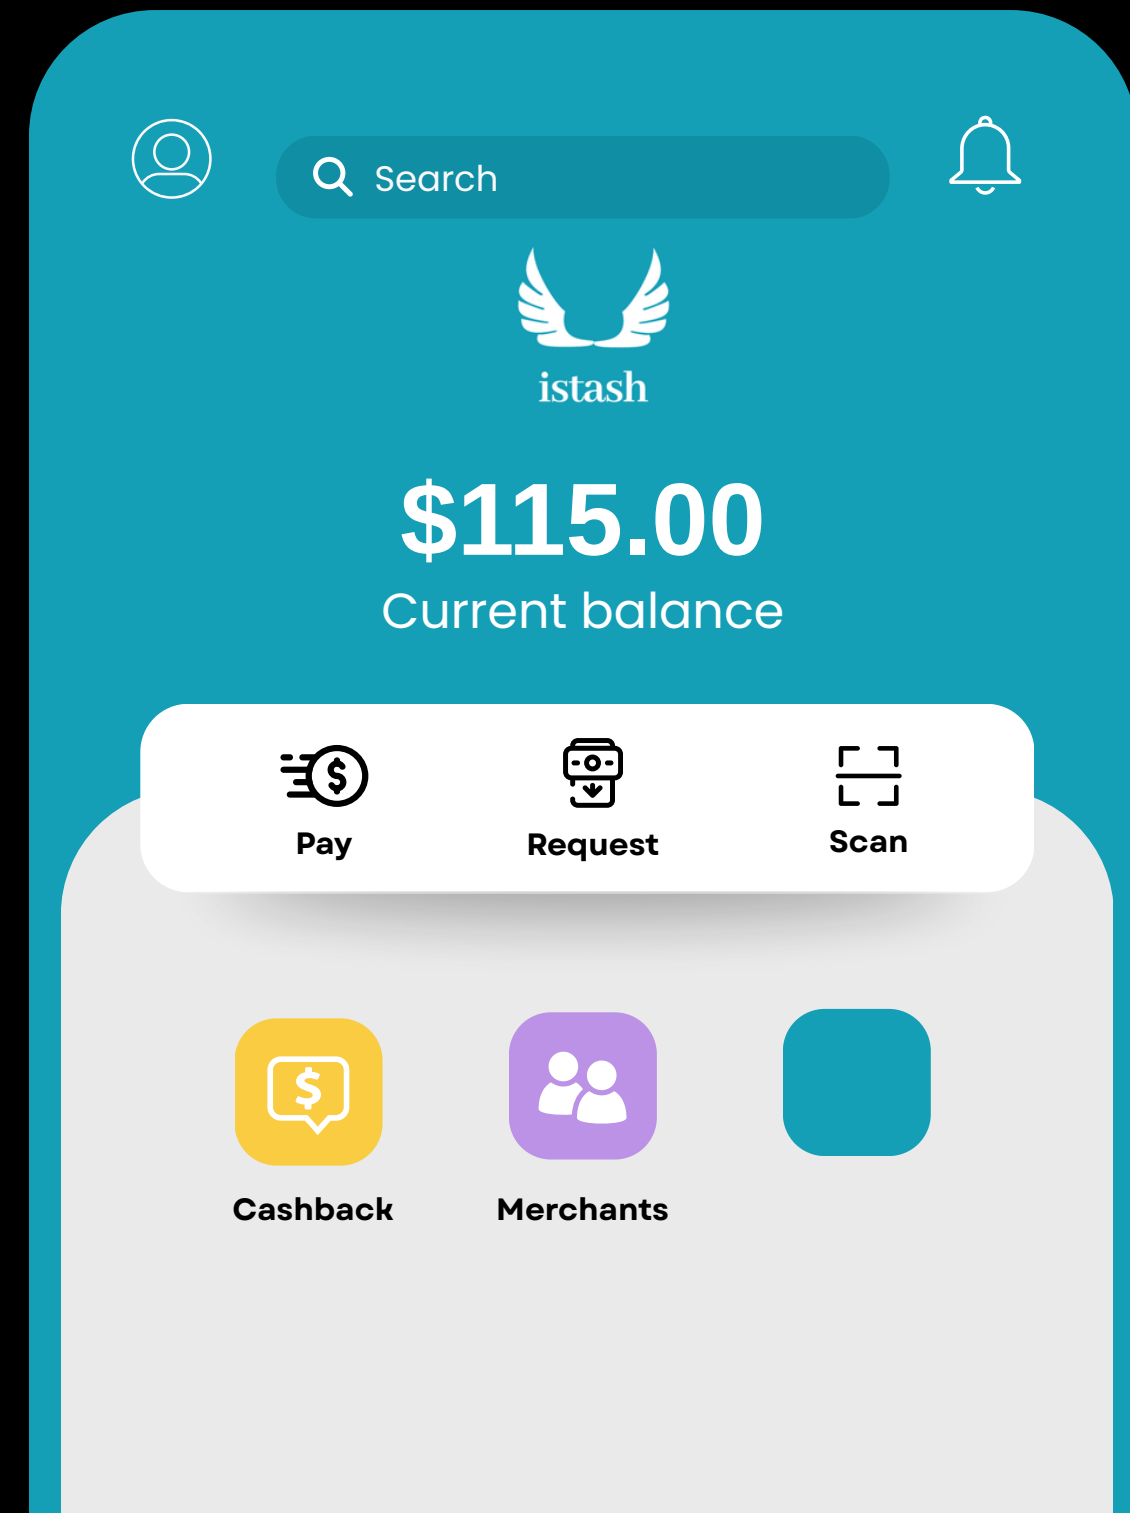 Search
istash
$115.00
Current balance
Pay
Request
Scan
Cashback
Merchants